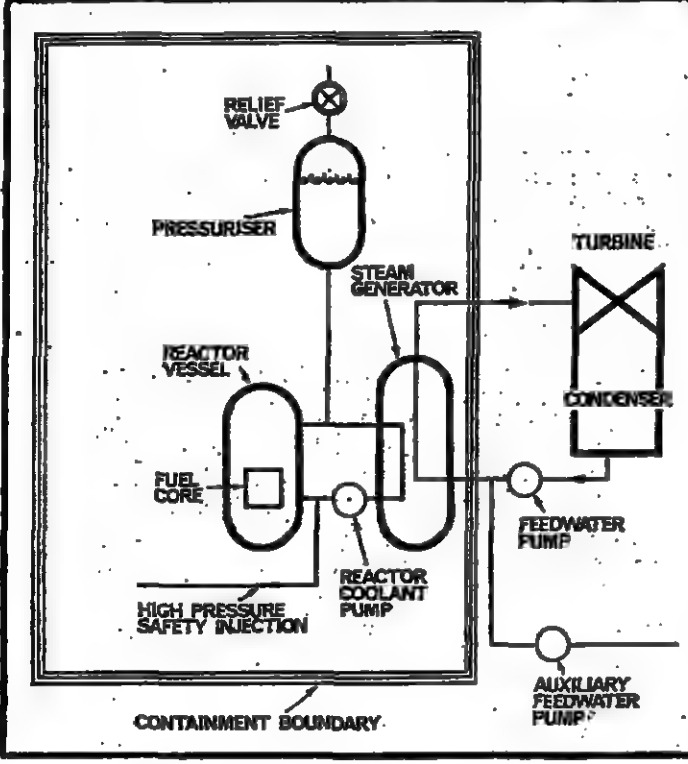 RELIEF
VALVE
PRESSURISER
TURBINE
STEAM
GENERATOR
REACTOR
VESSEL
CONDENSER
FUEL
CORE
FEEDWATER
PUMP
REACTOR
COOLANT
PUMP
HIGH PRESSURE
SAFETY INJECTION
AUXILIARY
FEEDWATER
PUMP
CONTAINMENT BOUNDARY